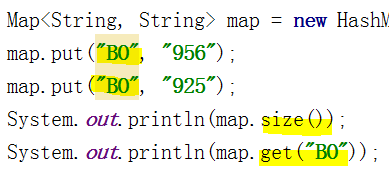 Map<String, String> map = new HashM
map.put("BO", "956");
map.put("BO", "925");
System.out.println(map.size());
System.out.println(map.get("BO"));